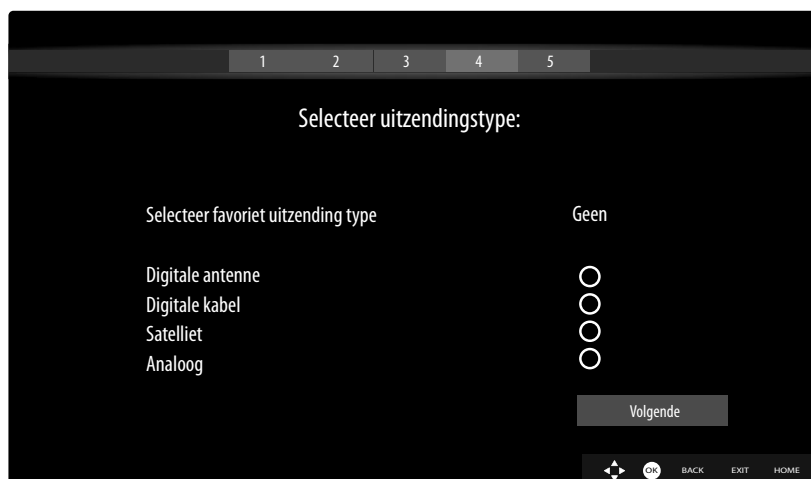 1 2 3 4 5
Selecteer uitzendingstype:
Selecteer favoriet uitzending type Geen
Digitale antenne
Digitale kabel
Satelliet
Analoog
Volgende
OK BACK EXIT HOME